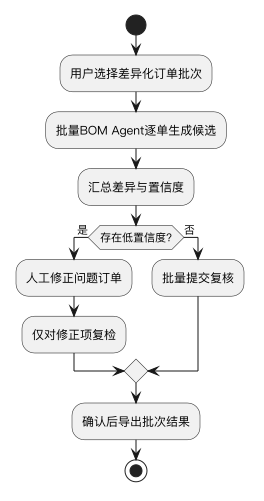 用户选择差异化订单批次
批量BOM Agent逐单生成候选
汇总差异与置信度
是
存在低置信度?
否
人工修正问题订单
批量提交复核
仅对修正项复检
确认后导出批次结果